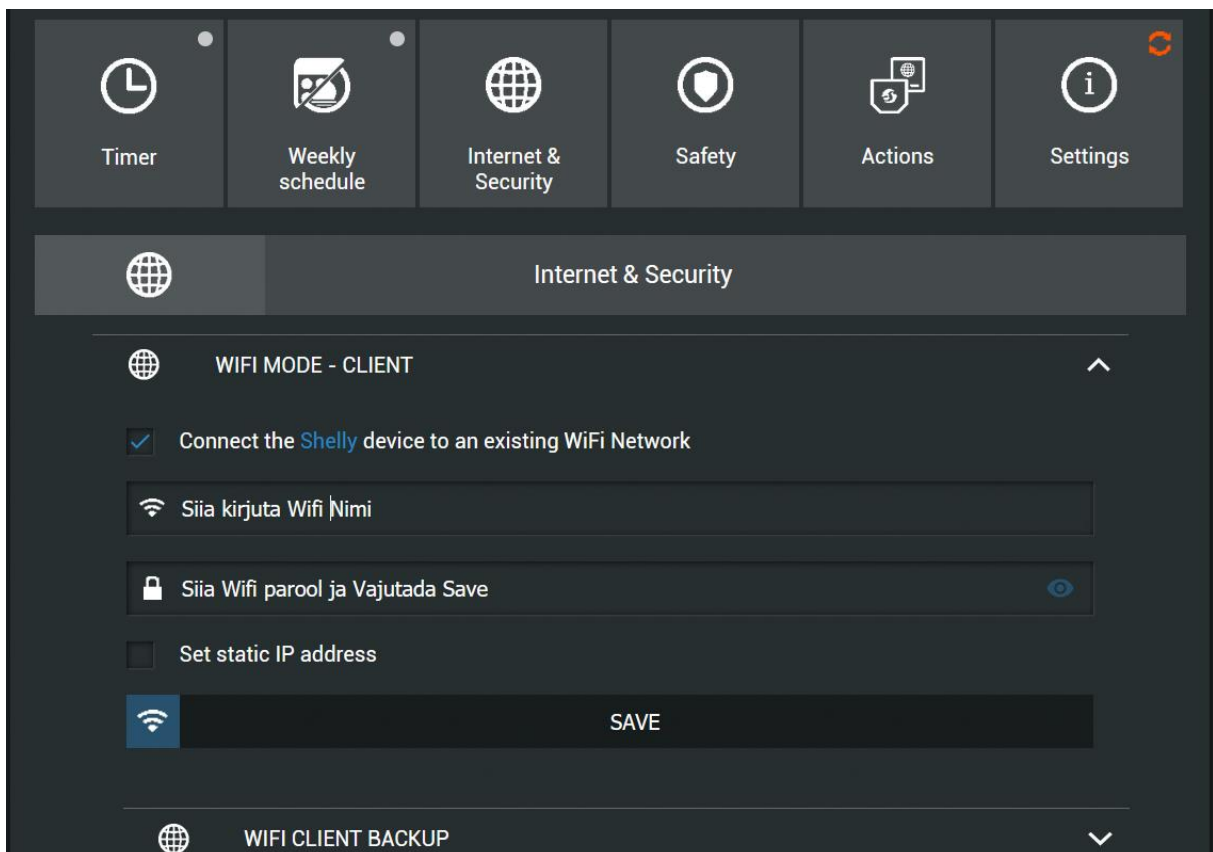 Timer
Weekly
schedule
Internet &
Security
Safety
Actions
Settings
Internet & Security
WIFI MODE - CLIENT
Connect the Shelly device to an existing WiFi Network
Siia kirjuta Wifi Nimi
Siia Wifi parool ja Vajutada Save
Set static IP address
SAVE
WIFI CLIENT BACKUP